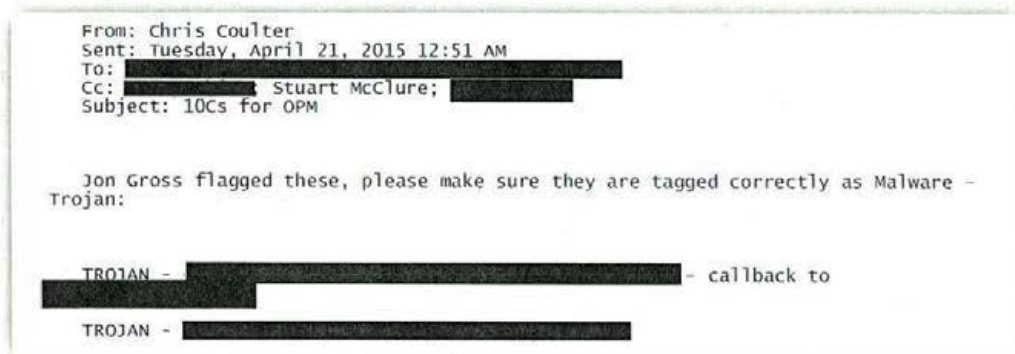 From: Chris Coulter
Sent: Tuesday, April 21, 2015 12:51 AM
To:
Cc: Stuart McClure;
Subject: 10Cs for OPM
Jon Gross flagged these, please make sure they are tagged correctly as Malware –
Trojan:
TROJAN - - callback to
TROJAN -